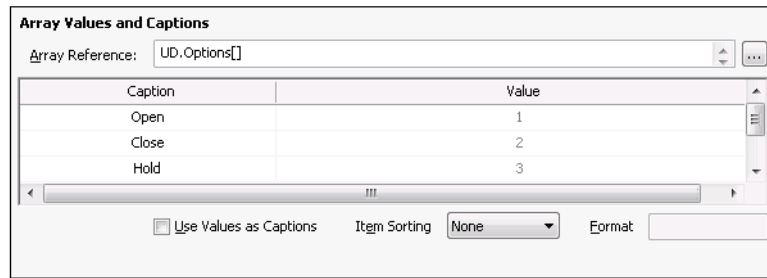 Array Values and Captions
Array Reference: UD.Options[] ...
Caption Value
Open 1
Close 2
Hold 3
Use Values as Captions Item Sorting None Format